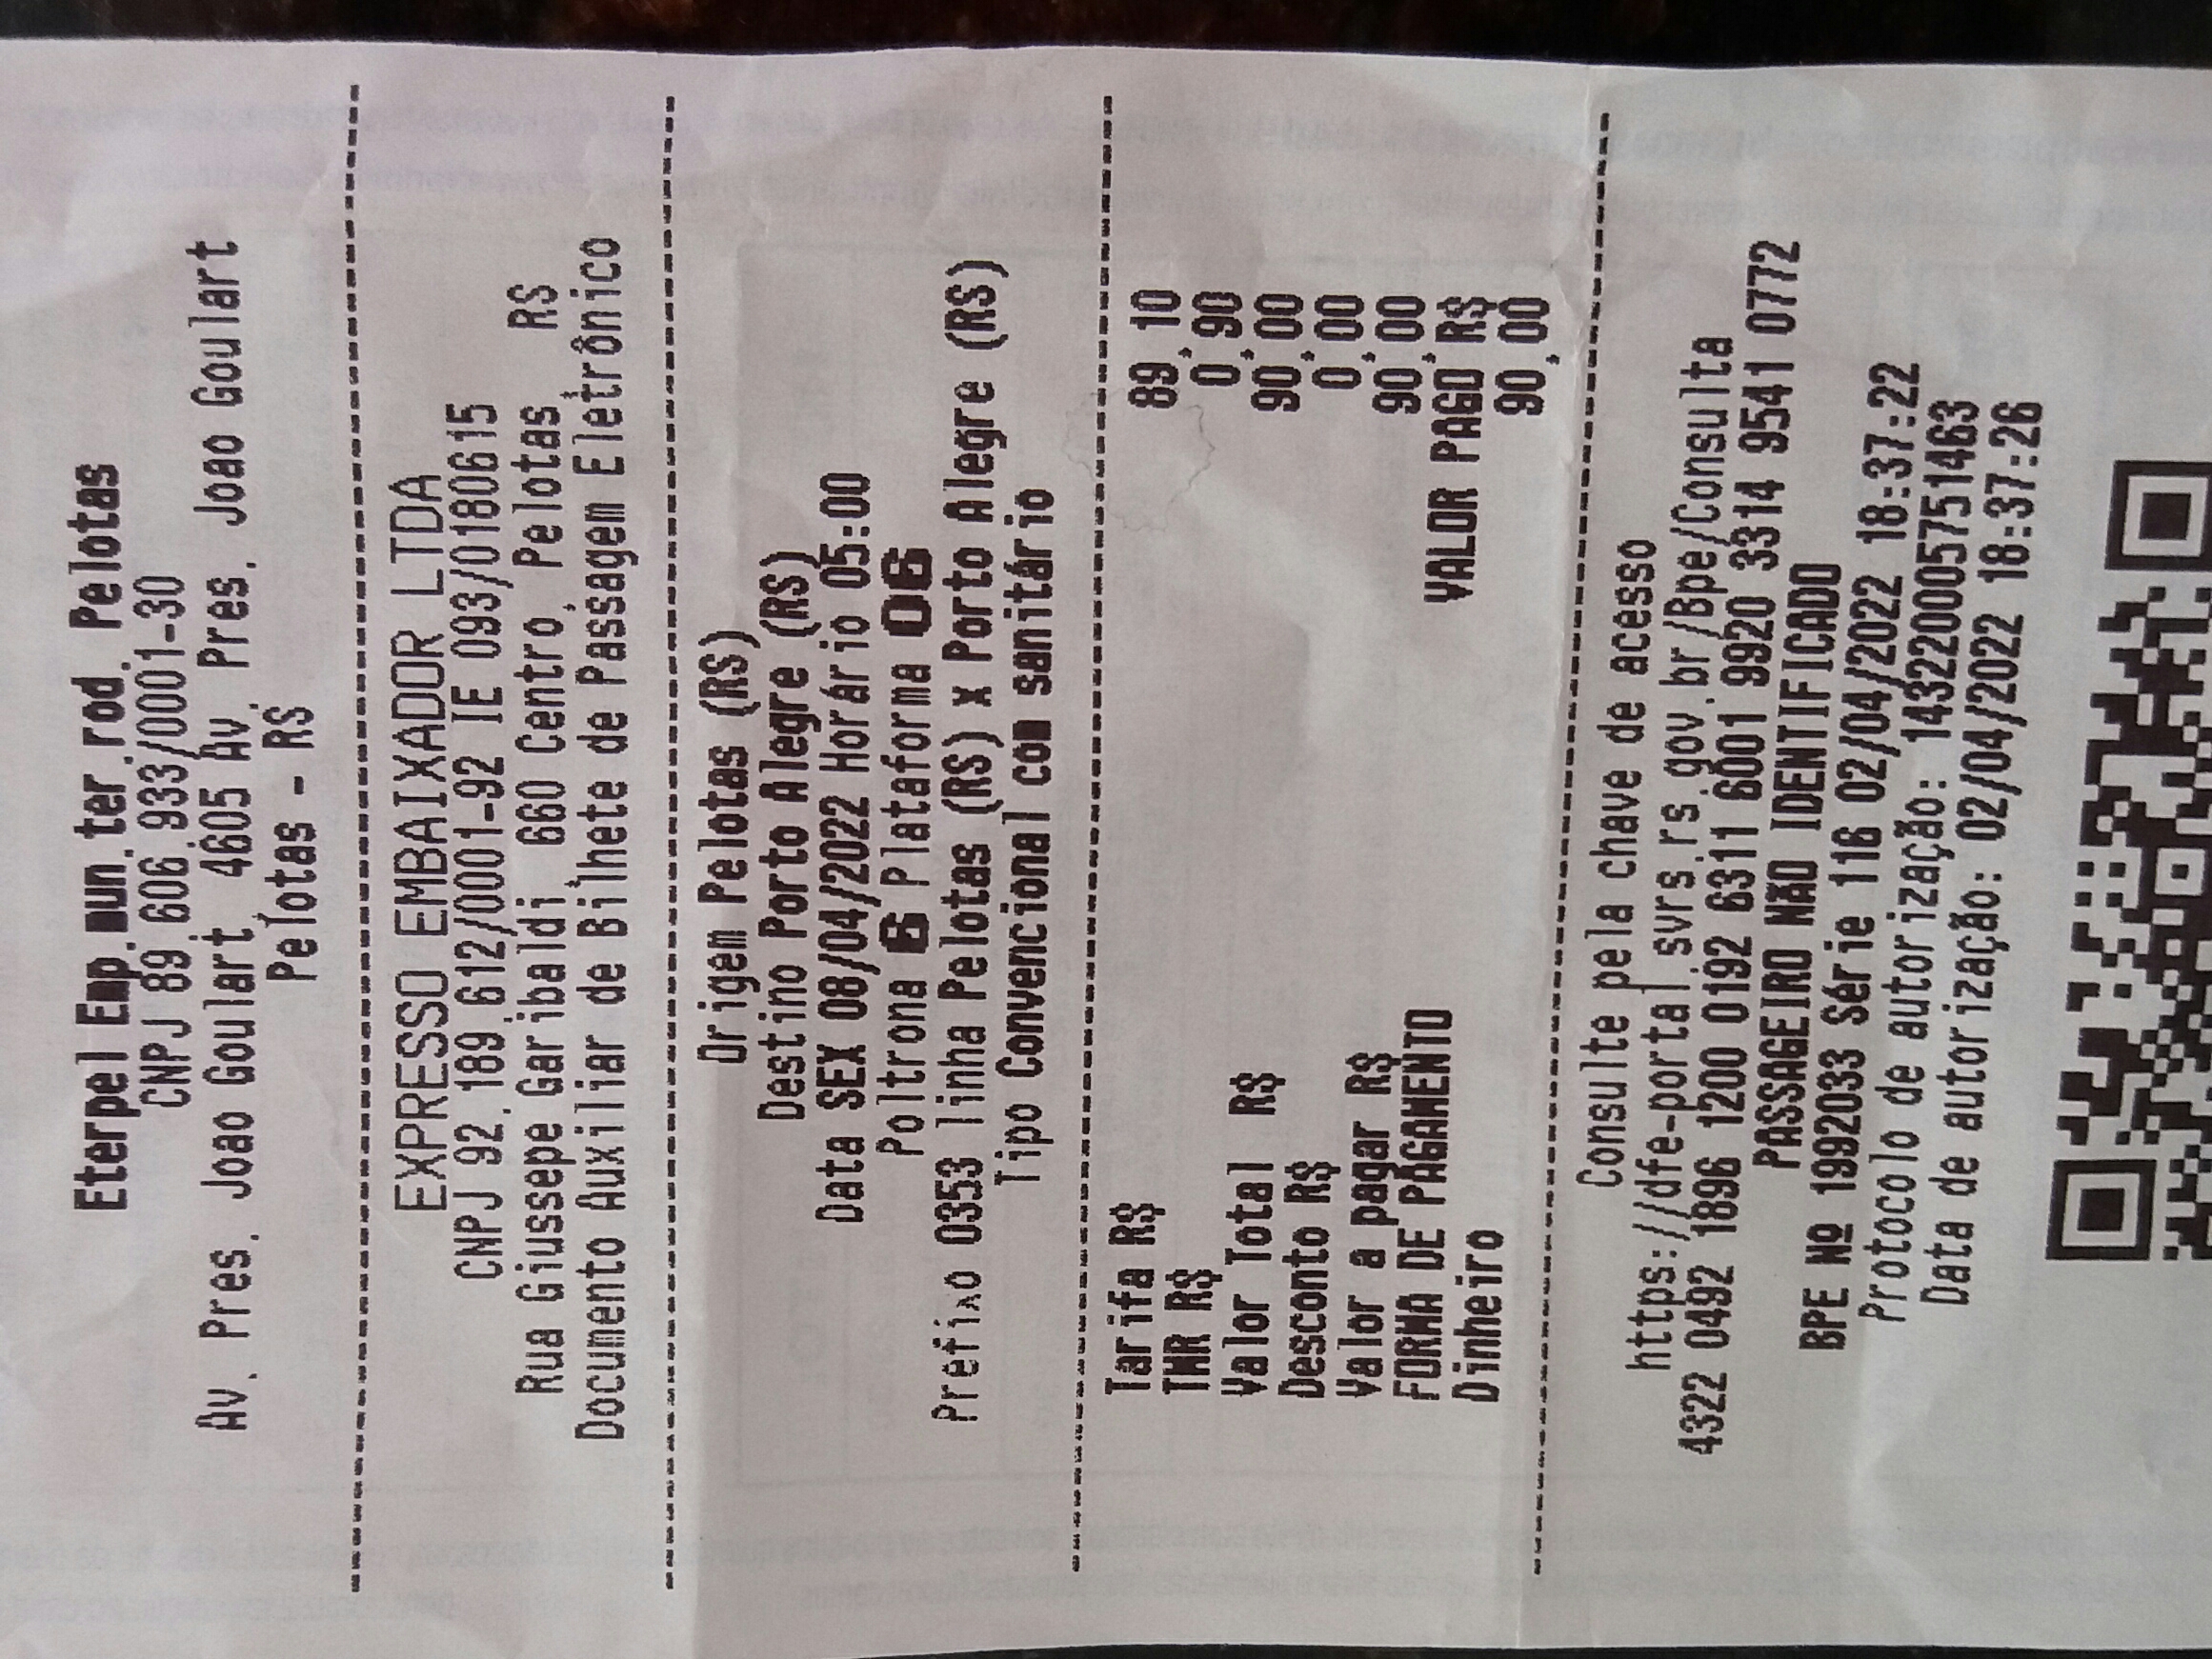 Eterpel Emp.mun.ter.rod. Pelotas
CNPJ 89.606.933/0001-30
Av. Pres. Joao Goulart  4605 Av. Pres. Joao Goulart
Pelotas - RS
EXPRESSO EMBAIXADOR LTDA
CNPJ 92.189.612/0001-92 IE 093/0180615
Rua Giussepe Garibaldi  660 Centro, Pelotas  RS
Documento Auxiliar de Bilhete de Passagem Eletrônico
Origem Pelotas (RS)
Destino Porto Alegre (RS)
Data SEX 08/04/2022 Horário 05:00
Poltrona 6 Plataforma 06
Prefixo 0353 linha Pelotas (RS) x Porto Alegre (RS)
Tipo Convencional com sanitário
Tarifa R$ 89,10
TMR R$ 0,90
Valor Total R$ 90,00
Desconto R$ 0,00
Valor a pagar R$ 90,00
FORMA DE PAGAMENTO VALOR PAGO R$
Dinheiro 90,00
Consulte pela chave de acesso
https://dfe-portal.svrs.rs.gov.br/Bpe/Consulta
4322 0492 1896 1200 0192 6311 6001 9920 3314 9541 0772
PASSAGEIRO NÃO IDENTIFICADO
BPE Nº 1992033 Série 116 02/04/2022 18:37:22
Protocolo de autorização: 143220005751463
Data de autorização: 02/04/2022 18:37:26